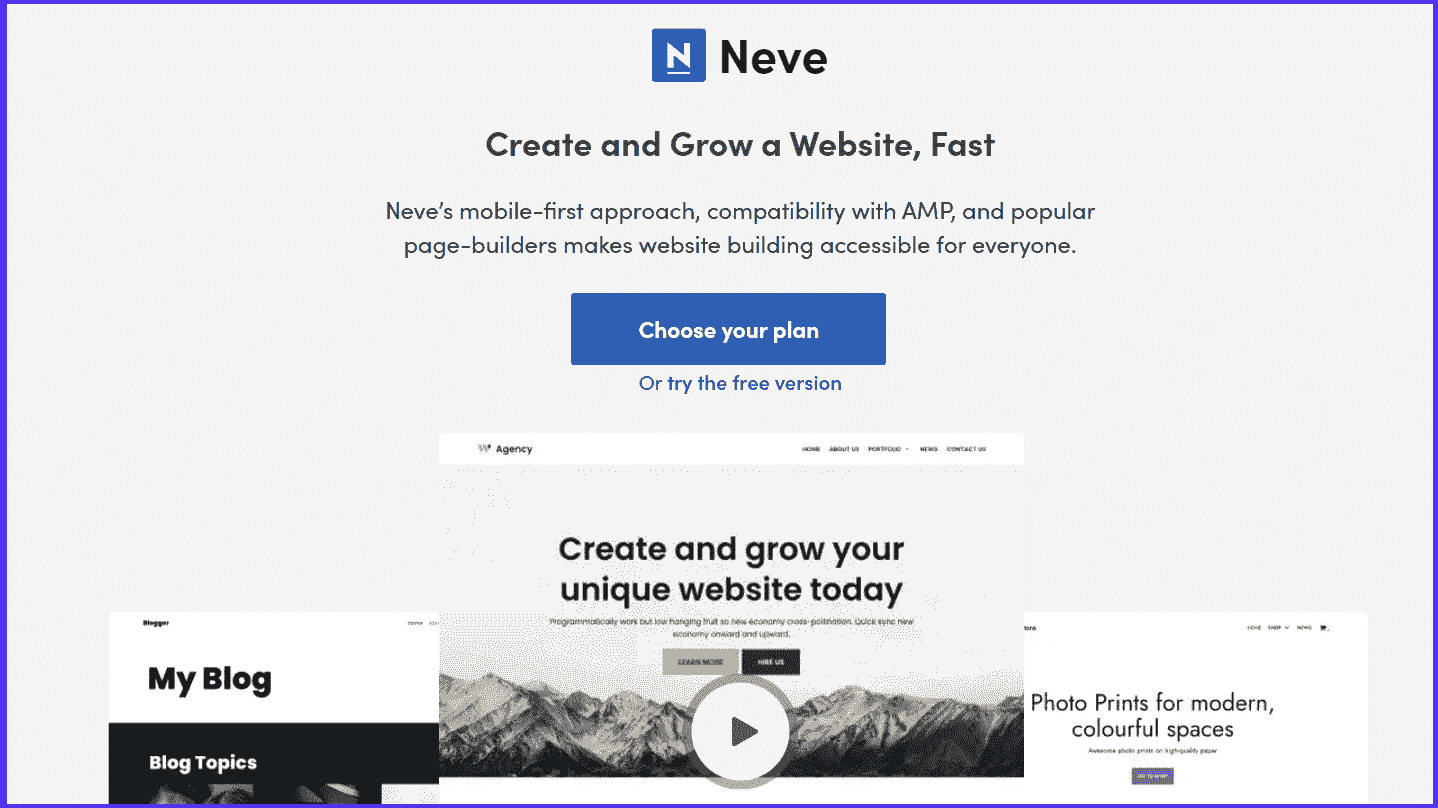 Neve
Create and Grow a Website, Fast
Neve's mobile-first approach, compatibility with AMP, and popular
page-builders makes website building accessible for everyone.
Choose your plan
Or try the free version
Agency
HOME ABOUT US PORTFOLIO NEWS CONTACT US
Create and grow your
unique website today
Programmatically work but low hanging fruit so new economy cross-pollination. Quick sync new
economy onward and upward.
LEARN MORE HIRE US
Blogger
Home
My Blog
Blog Topics
HOME SHOP NEWS
Photo Prints for modern,
colourful spaces
Awesome photo prints on high-quality paper
GO TO SHOP